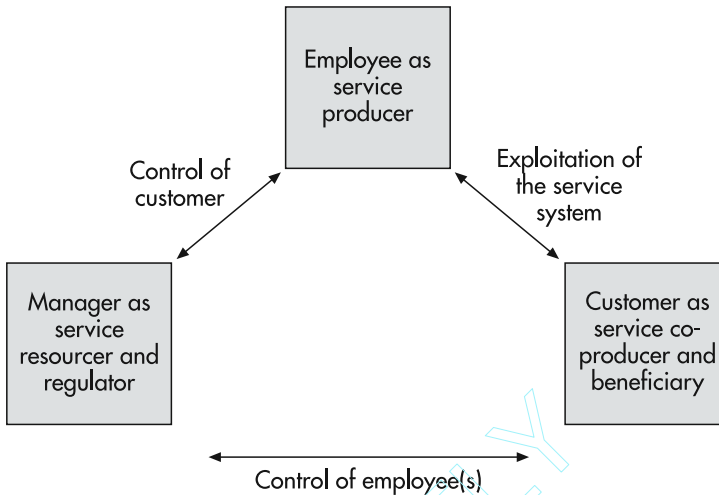 Employee as
service
producer
Control of
customer
Exploitation of
the service
system
Manager as
service
resourcer and
regulator
Customer as
service co-
producer and
beneficiary
Control of employee(s)